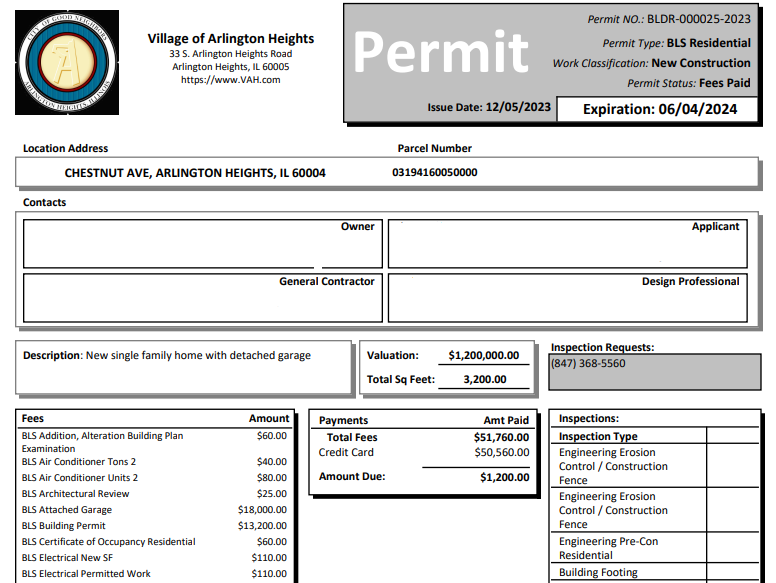 CITY OF GOOD NEIGHBORS
ARLINGTON HEIGHTS, ILLINOIS
Village of Arlington Heights
33 S. Arlington Heights Road
Arlington Heights, IL 60005
https://www.VAH.com
Permit
Permit NO.: BLDR-000025-2023
Permit Type: BLS Residential
Work Classification: New Construction
Permit Status: Fees Paid
Issue Date: 12/05/2023
Expiration: 06/04/2024
Location Address
Parcel Number
CHESTNUT AVE, ARLINGTON HEIGHTS, IL 60004
03194160050000
Contacts
Owner
Applicant
General Contractor
Design Professional
Description: New single family home with detached garage
Valuation: $1,200,000.00
Total Sq Feet: 3,200.00
Inspection Requests:
(847) 368-5560
Fees Amount
BLS Addition, Alteration Building Plan $60.00
Examination
BLS Air Conditioner Tons 2 $40.00
BLS Air Conditioner Units 2 $80.00
BLS Architectural Review $25.00
BLS Attached Garage $18,000.00
BLS Building Permit $13,200.00
BLS Certificate of Occupancy Residential $60.00
BLS Electrical New SF $110.00
BLS Electrical Permitted Work $110.00
Payments Amt Paid
Total Fees $51,760.00
Credit Card $50,560.00
Amount Due: $1,200.00
Inspections:
Inspection Type
Engineering Erosion
Control / Construction
Fence
Engineering Erosion
Control / Construction
Fence
Engineering Pre-Con
Residential
Building Footing